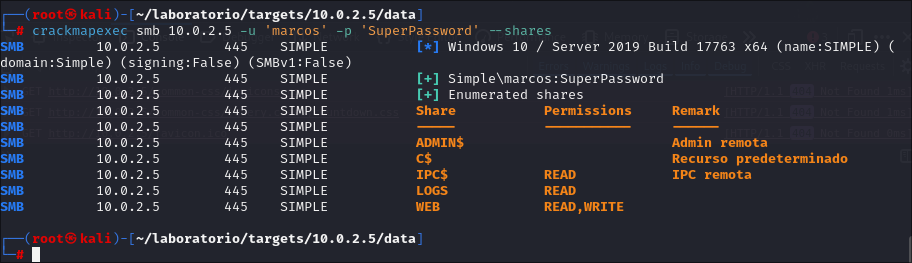 ┌──(root㉿kali)-[~/laboratorio/targets/10.0.2.5/data]
└─# crackmapexec smb 10.0.2.5 -u 'marcos' -p 'SuperPassword' --shares
SMB 10.0.2.5 445 SIMPLE [*] Windows 10 / Server 2019 Build 17763 x64 (name:SIMPLE) (
domain:Simple) (signing:False) (SMBv1:False)
SMB 10.0.2.5 445 SIMPLE [+] Simple\marcos:SuperPassword
SMB 10.0.2.5 445 SIMPLE [+] Enumerated shares
SMB 10.0.2.5 445 SIMPLE Share Permissions Remark
SMB 10.0.2.5 445 SIMPLE ----- ----------- ------
SMB 10.0.2.5 445 SIMPLE ADMIN$ Admin remota
SMB 10.0.2.5 445 SIMPLE C$ Recurso predeterminado
SMB 10.0.2.5 445 SIMPLE IPC$ READ IPC remota
SMB 10.0.2.5 445 SIMPLE LOGS READ
SMB 10.0.2.5 445 SIMPLE WEB READ,WRITE
┌──(root㉿kali)-[~/laboratorio/targets/10.0.2.5/data]
└─#